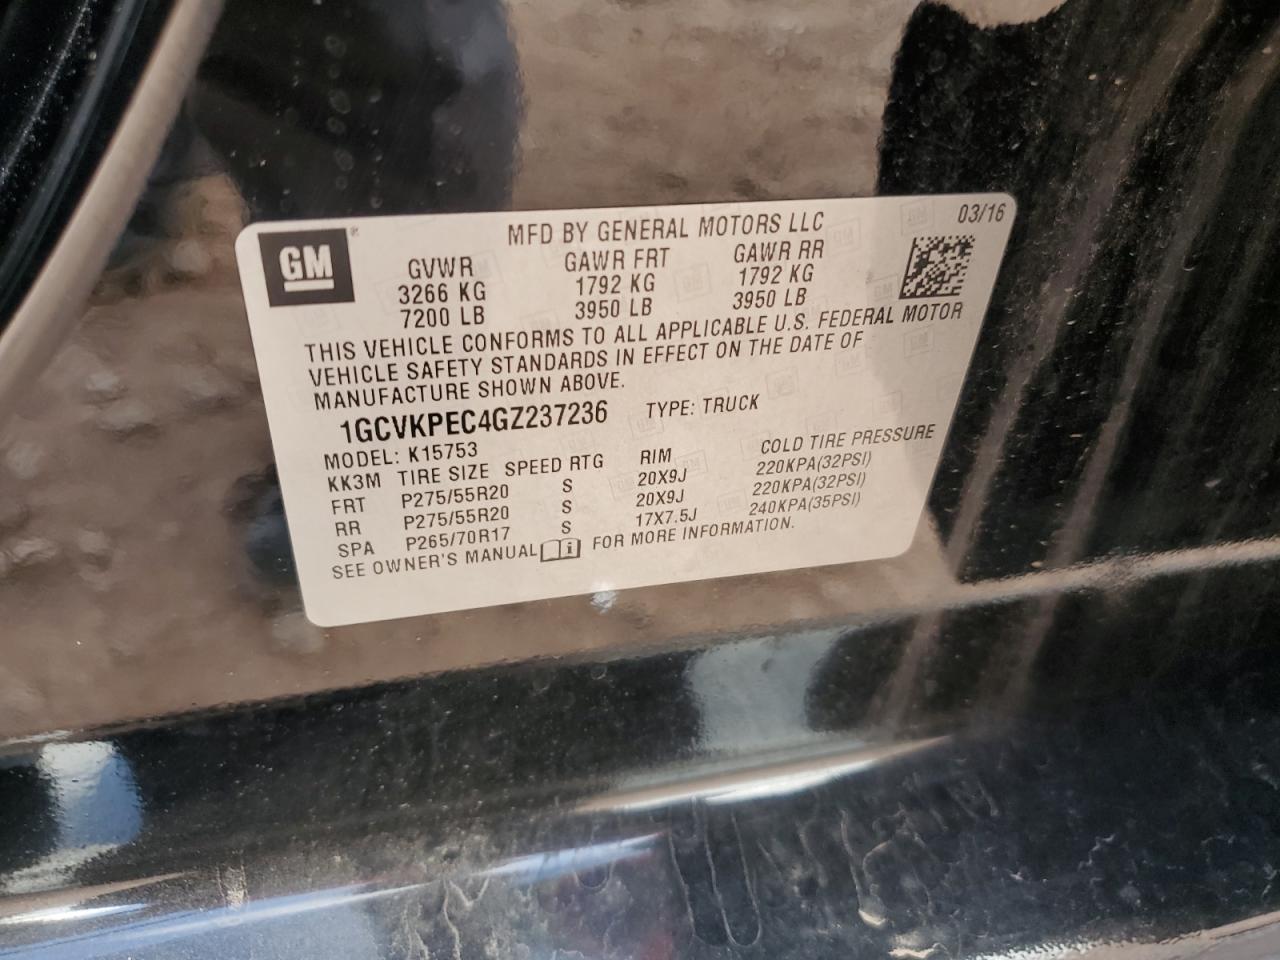 GM®
MFD BY GENERAL MOTORS LLC 03/16
GVWR GAWR FRT GAWR RR
3266 KG 1792 KG 1792 KG
7200 LB 3950 LB 3950 LB
THIS VEHICLE CONFORMS TO ALL APPLICABLE U.S. FEDERAL MOTOR
VEHICLE SAFETY STANDARDS IN EFFECT ON THE DATE OF
MANUFACTURE SHOWN ABOVE.
1GCVKPEC4GZ237236 TYPE: TRUCK
MODEL: K15753
KK3M TIRE SIZE SPEED RTG RIM COLD TIRE PRESSURE
FRT P275/55R20 S 20X9J 220KPA(32PSI)
RR P275/55R20 S 20X9J 220KPA(32PSI)
SPA P265/70R17 S 17X7.5J 240KPA(35PSI)
SEE OWNER'S MANUAL i FOR MORE INFORMATION.